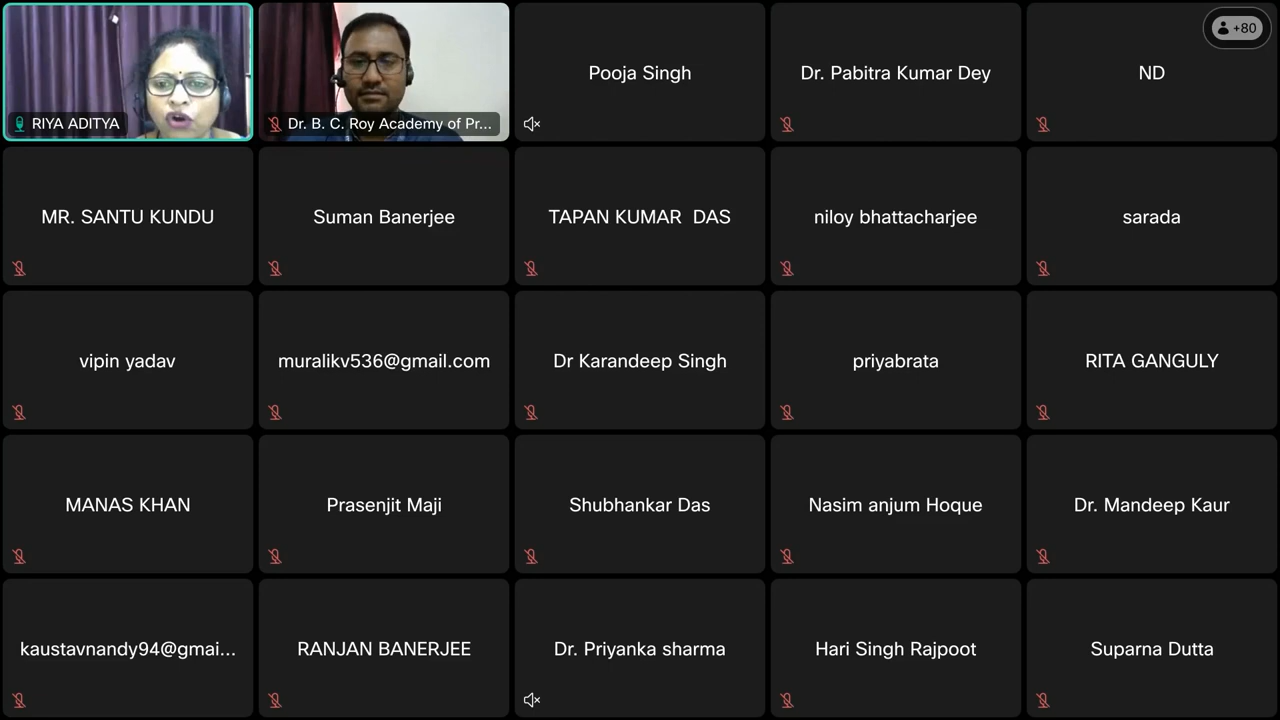 RIYA ADITYA
Dr. B. C. Roy Academy of Pr...
Pooja Singh
Dr. Pabitra Kumar Dey
ND
+80
MR. SANTU KUNDU
Suman Banerjee
TAPAN KUMAR DAS
niloy bhattacharjee
sarada
vipin yadav
muralikv536@gmail.com
Dr Karandeep Singh
priyabrata
RITA GANGULY
MANAS KHAN
Prasenjit Maji
Shubhankar Das
Nasim anjum Hoque
Dr. Mandeep Kaur
kaustavnandy94@gmai...
RANJAN BANERJEE
Dr. Priyanka sharma
Hari Singh Rajpoot
Suparna Dutta